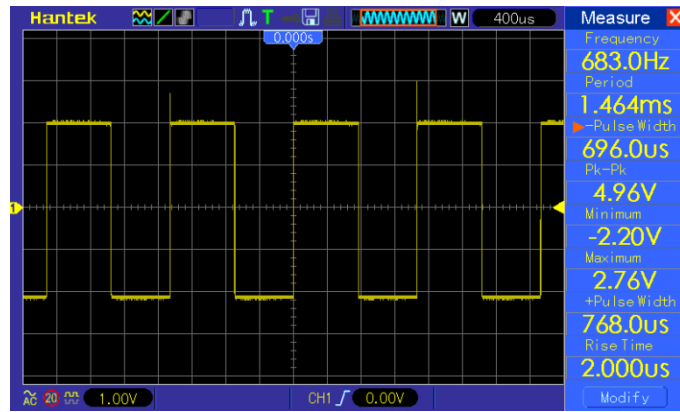 Hantek T W 400us Measure X
0.000s
Frequency
683.0Hz
Period
1.464ms
-Pulse Width
696.0us
Pk-Pk
4.96V
Minimum
-2.20V
Maximum
2.76V
+Pulse Width
768.0us
Rise Time
2.000us
Modify
1
AC 20 1.00V CH1 0.00V